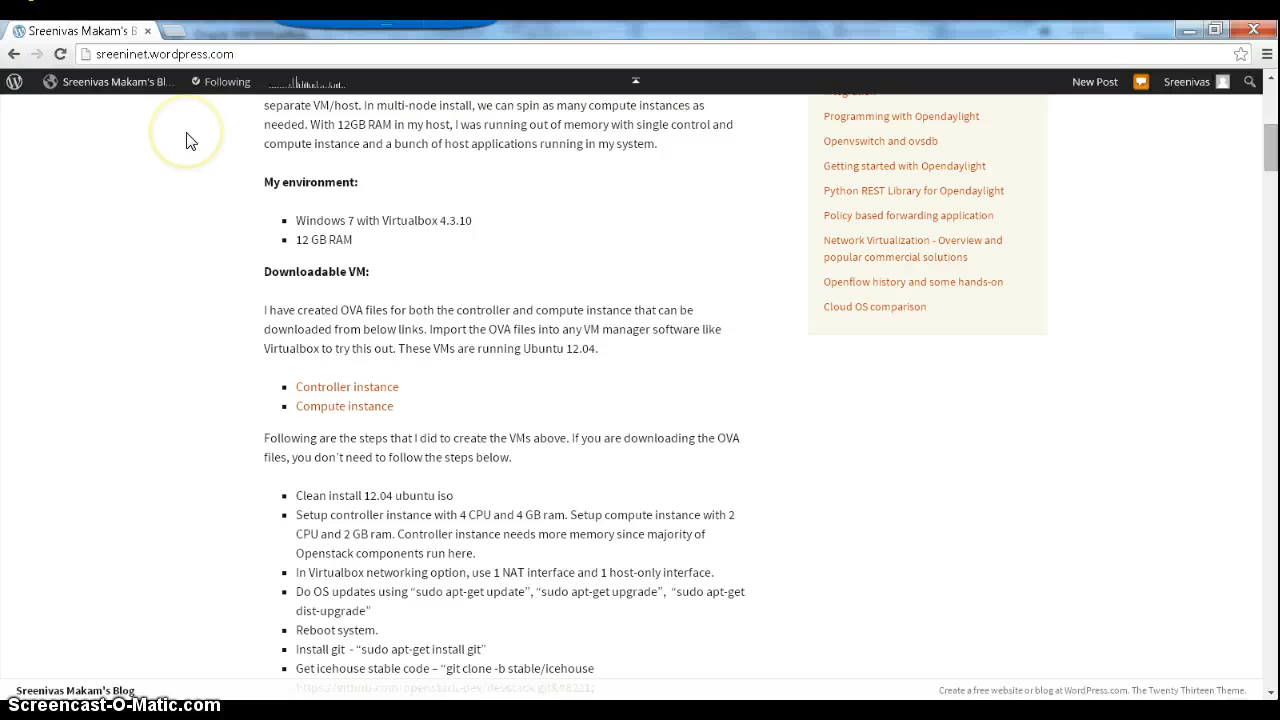 Sreenivas Makam's B
sreeninet.wordpress.com
Sreenivas Makam's Bl... Following New Post Sreenivas
separate VM/host. In multi-node install, we can spin as many compute instances as
needed. With 12GB RAM in my host, I was running out of memory with single control and
compute instance and a bunch of host applications running in my system.
My environment:
Windows 7 with Virtualbox 4.3.10
12 GB RAM
Downloadable VM:
I have created OVA files for both the controller and compute instance that can be
downloaded from below links. Import the OVA files into any VM manager software like
Virtualbox to try this out. These VMs are running Ubuntu 12.04.
Controller instance
Compute instance
Following are the steps that I did to create the VMs above. If you are downloading the OVA
files, you don't need to follow the steps below.
Clean install 12.04 ubuntu iso
Setup controller instance with 4 CPU and 4 GB ram. Setup compute instance with 2
CPU and 2 GB ram. Controller instance needs more memory since majority of
Openstack components run here.
In Virtualbox networking option, use 1 NAT interface and 1 host-only interface.
Do OS updates using “sudo apt-get update”, “sudo apt-get upgrade”, “sudo apt-get
dist-upgrade”
Reboot system.
Install git - “sudo apt-get install git”
Get icehouse stable code – “git clone -b stable/icehouse
https://github.com/openstack-dev/devstack.git&#8221;
Programming with Opendaylight
Openvswitch and ovsdb
Getting started with Opendaylight
Python REST Library for Opendaylight
Policy based forwarding application
Network Virtualization - Overview and
popular commercial solutions
Openflow history and some hands-on
Cloud OS comparison
Sreenivas Makam's Blog
Create a free website or blog at WordPress.com. The Twenty Thirteen Theme.
Screencast-O-Matic.com